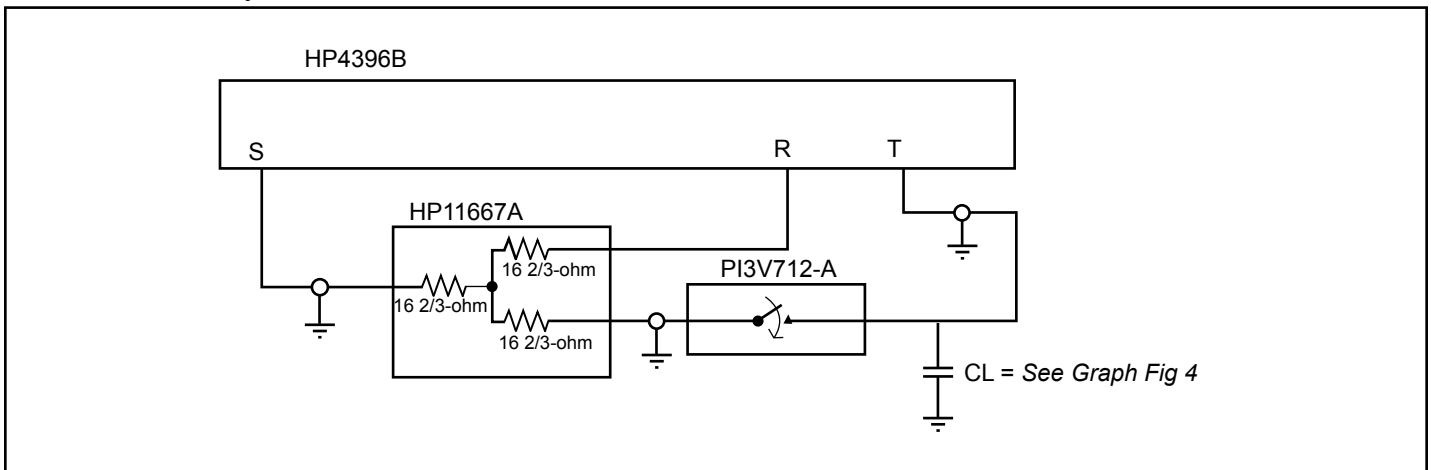 HP4396B
S
R
T
HP11667A
16 2/3-ohm
16 2/3-ohm
16 2/3-ohm
PI3V712-A
CL = See Graph Fig 4